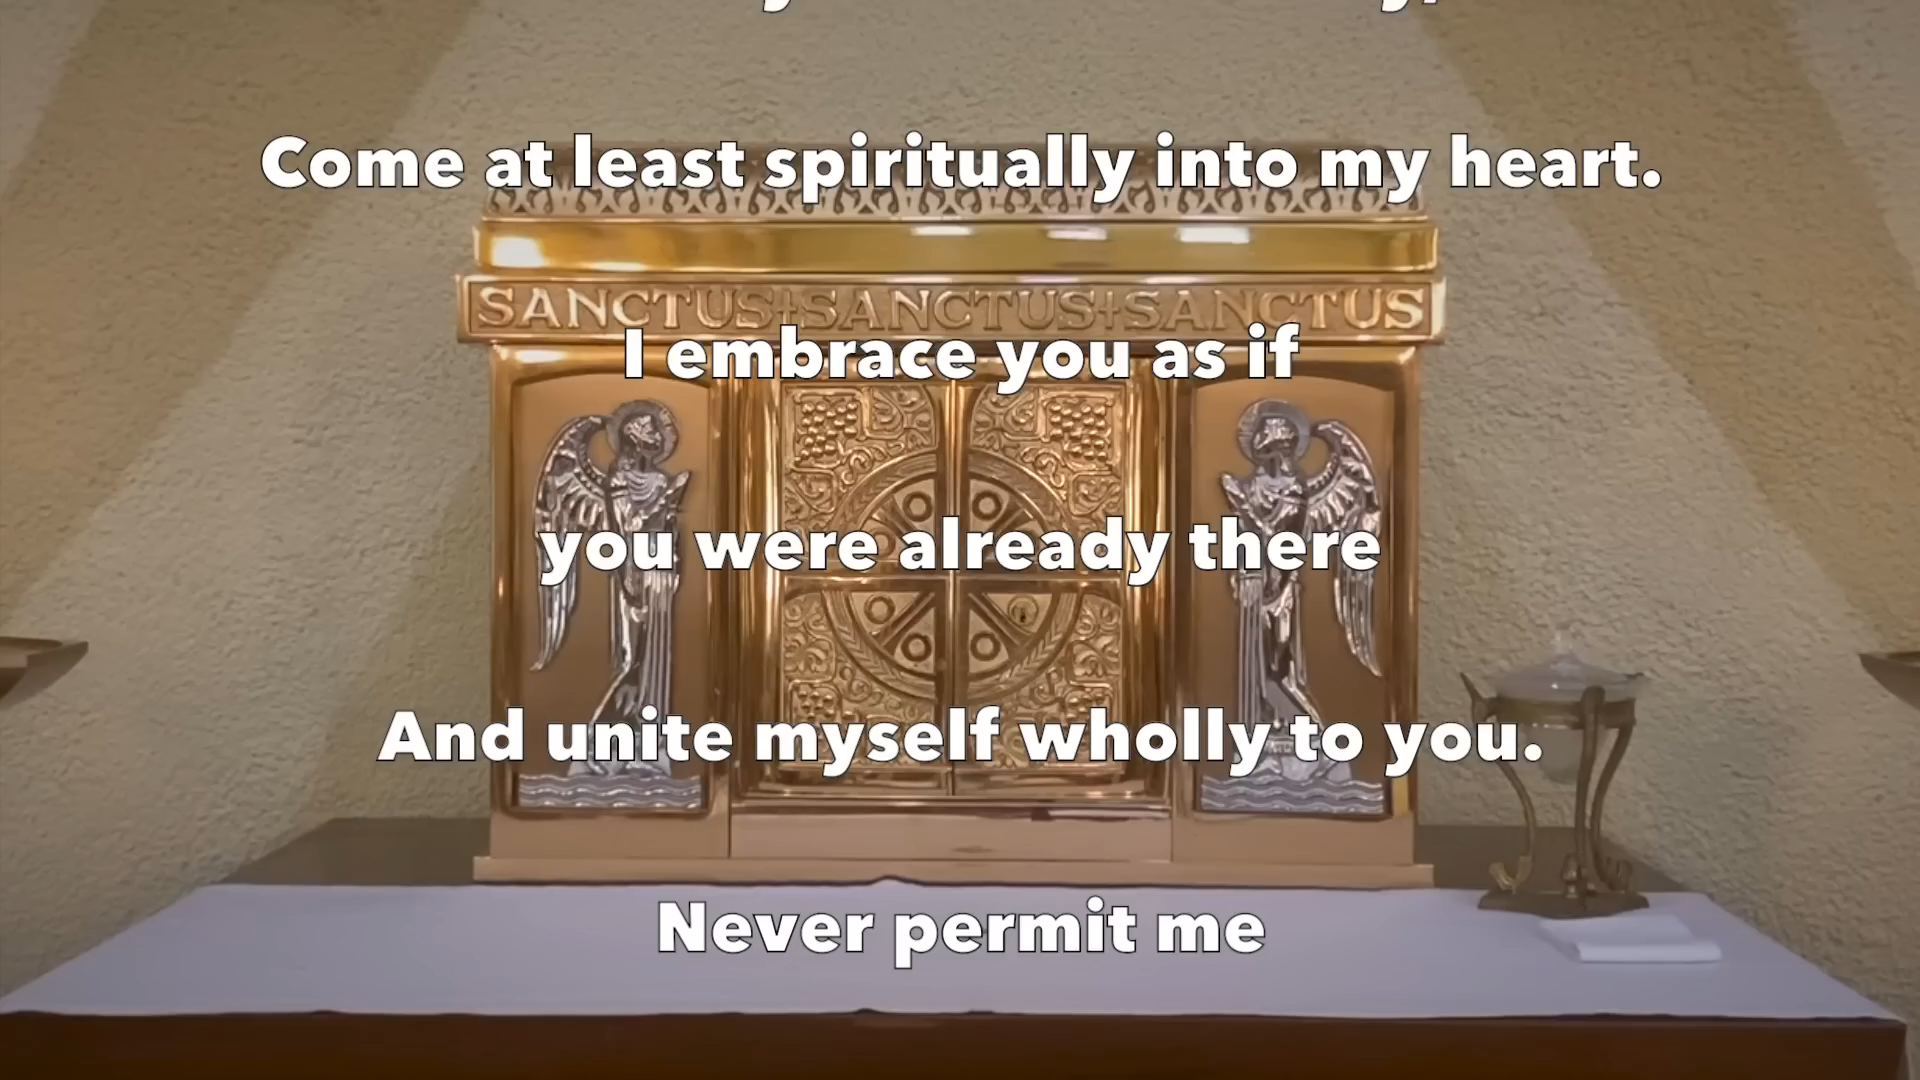 Come at least spiritually into my heart.
SANCTUS+SANCTUS+SANCTUS
I embrace you as if
you were already there
And unite myself wholly to you.
Never permit me